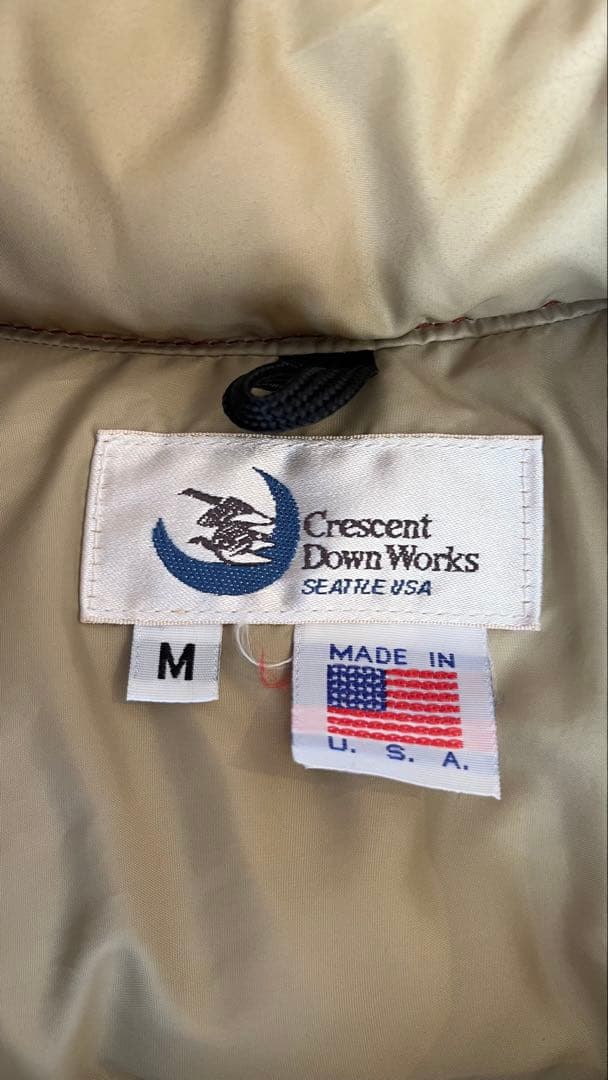 Crescent
Down Works
SEATTLE USA
M
MADE IN
U. S. A.